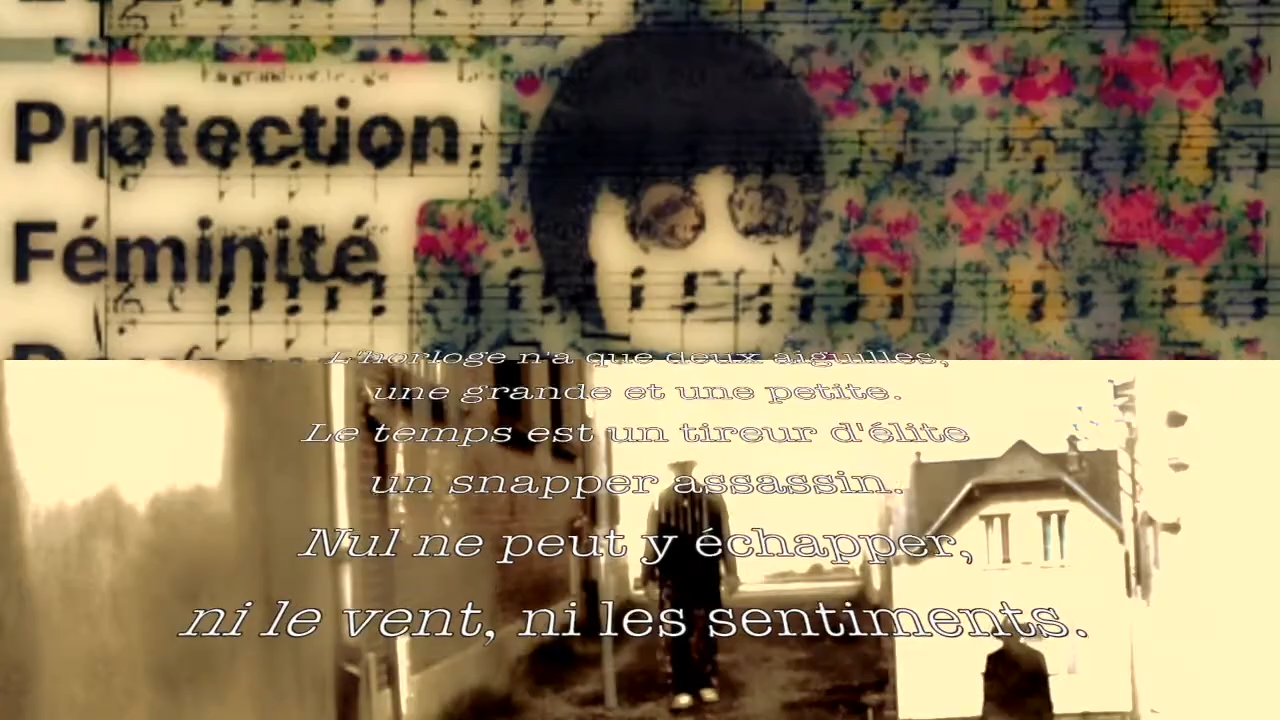 Protection
Féminité
L'horloge n'a que deux aiguilles,
une grande et une petite.
Le temps est un tireur d'élite
un snapper assassin.
Nul ne peut y échapper,
ni le vent, ni les sentiments.